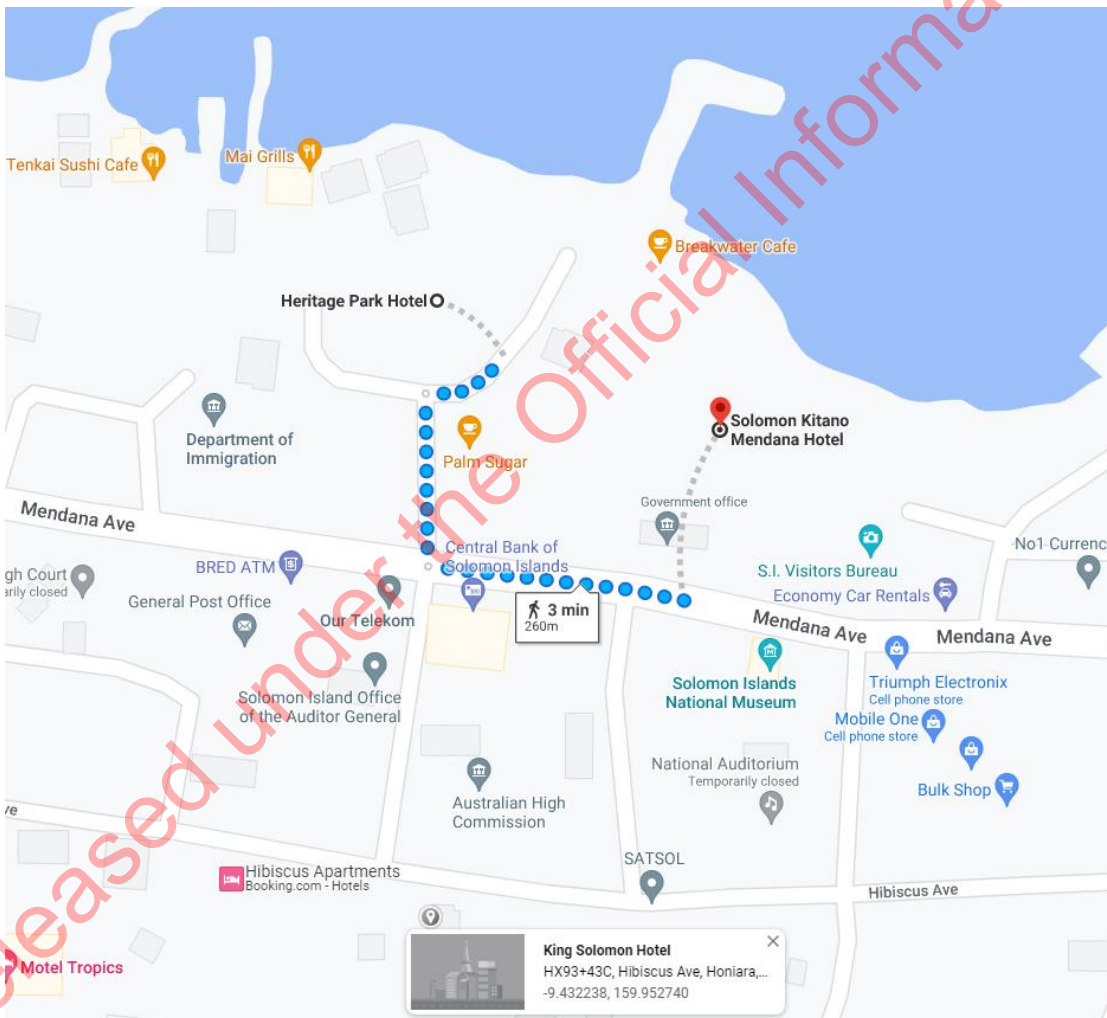 Tenkai Sushi Cafe
Mai Grills
Breakwater Cafe
Heritage Park Hotel
Solomon Kitano
Mendana Hotel
Department of
Immigration
Palm Sugar
Government office
Mendana Ave
Central Bank of
Solomon Islands
No1 Currenc
S.I. Visitors Bureau
BRED ATM
gh Court
arily closed
General Post Office
Our Telekom
3 min
260m
Economy Car Rentals
Mendana Ave
Mendana Ave
Solomon Islands
National Museum
Triumph Electronix
Cell phone store
Solomon Island Office
of the Auditor General
Mobile One
Cell phone store
National Auditorium
Temporarily closed
Bulk Shop
Australian High
Commission
ve
SATSOL
Hibiscus Apartments
Booking.com - Hotels
Hibiscus Ave
King Solomon Hotel
HX93+43C, Hibiscus Ave, Honiara,...
-9.432238, 159.952740
Motel Tropics
eleased under the Official Informa